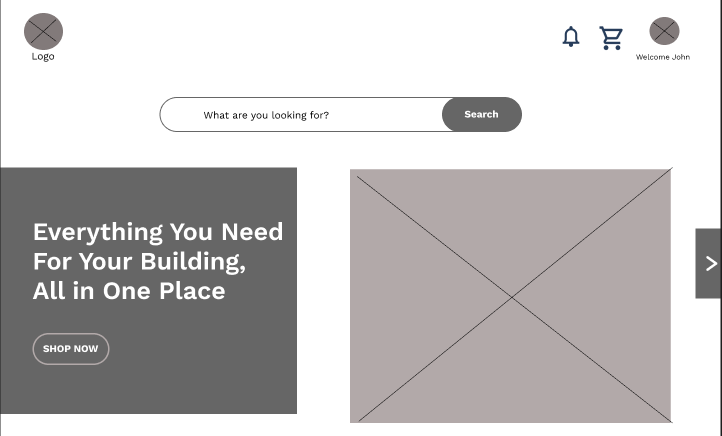 Logo
Welcome John
What are you looking for?
Search
Everything You Need
For Your Building,
All in One Place
SHOP NOW